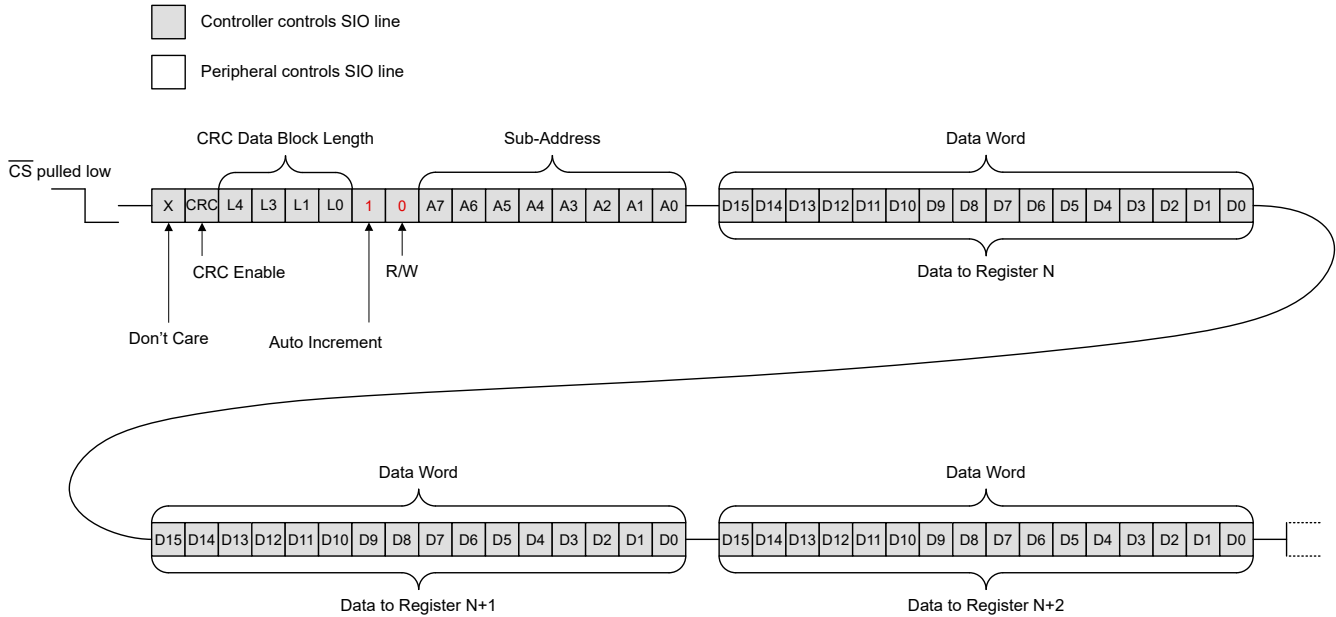 Controller controls SIO line
Peripheral controls SIO line
CRC Data Block Length
Sub-Address
Data Word
CS pulled low
X CRC L4 L3 L1 L0 1 0 A7 A6 A5 A4 A3 A2 A1 A0
D15 D14 D13 D12 D11 D10 D9 D8 D7 D6 D5 D4 D3 D2 D1 D0
CRC Enable
R/W
Data to Register N
Don't Care
Auto Increment
Data Word
Data Word
D15 D14 D13 D12 D11 D10 D9 D8 D7 D6 D5 D4 D3 D2 D1 D0
D15 D14 D13 D12 D11 D10 D9 D8 D7 D6 D5 D4 D3 D2 D1 D0
Data to Register N+1
Data to Register N+2